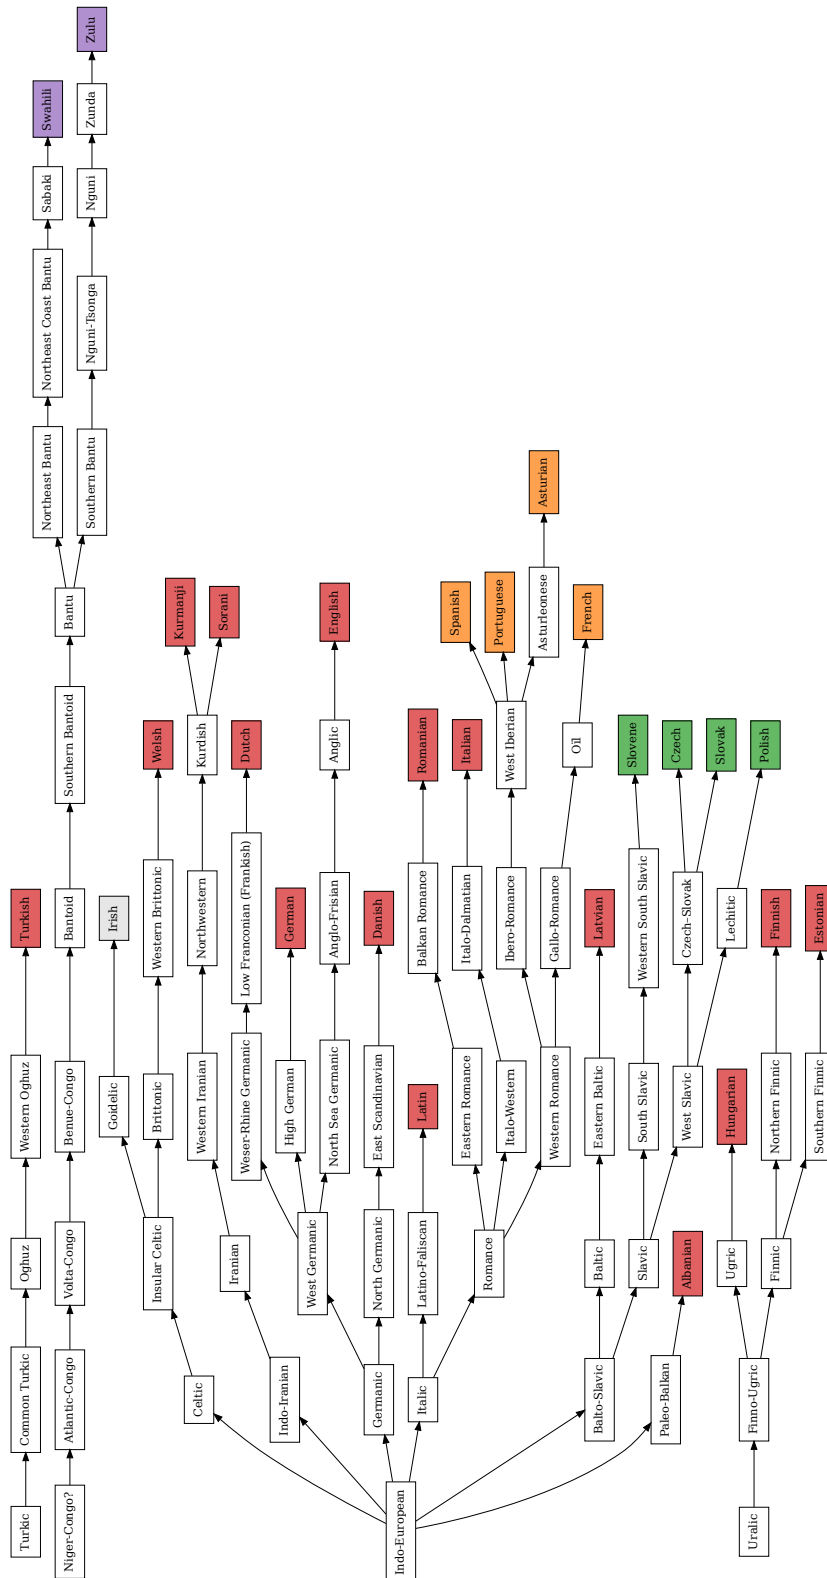 Turkic
Common Turkic
Oghuz
Western Oghuz
Turkish
Niger-Congo?
Atlantic-Congo
Volta-Congo
Benue-Congo
Bantoid
Southern Bantoid
Bantu
Northeast Bantu
Northeast Coast Bantu
Sabaki
Swahili
Southern Bantu
Nguni-Tsonga
Nguni
Zunda
Zulu
Indo-European
Celtic
Insular Celtic
Goidelic
Irish
Brittonic
Western Brittonic
Welsh
Indo-Iranian
Iranian
Western Iranian
Northwestern
Kurdish
Kurmanji
Sorani
Germanic
West Germanic
Weser-Rhine Germanic
Low Franconian (Frankish)
Dutch
High German
German
North Sea Germanic
Anglo-Frisian
Anglic
English
North Germanic
East Scandinavian
Danish
Italic
Latino-Faliscan
Latin
Romance
Eastern Romance
Balkan Romance
Romanian
Italo-Western
Italo-Dalmatian
Italian
Western Romance
Ibero-Romance
West Iberian
Spanish
Portuguese
Asturleonese
Asturian
Gallo-Romance
Oïl
French
Balto-Slavic
Baltic
Eastern Baltic
Latvian
Slavic
South Slavic
Western South Slavic
Slovene
West Slavic
Czech–Slovak
Czech
Slovak
Lechitic
Polish
Paleo-Balkan
Albanian
Uralic
Finno-Ugric
Ugric
Hungarian
Finnic
Northern Finnic
Finnish
Southern Finnic
Estonian